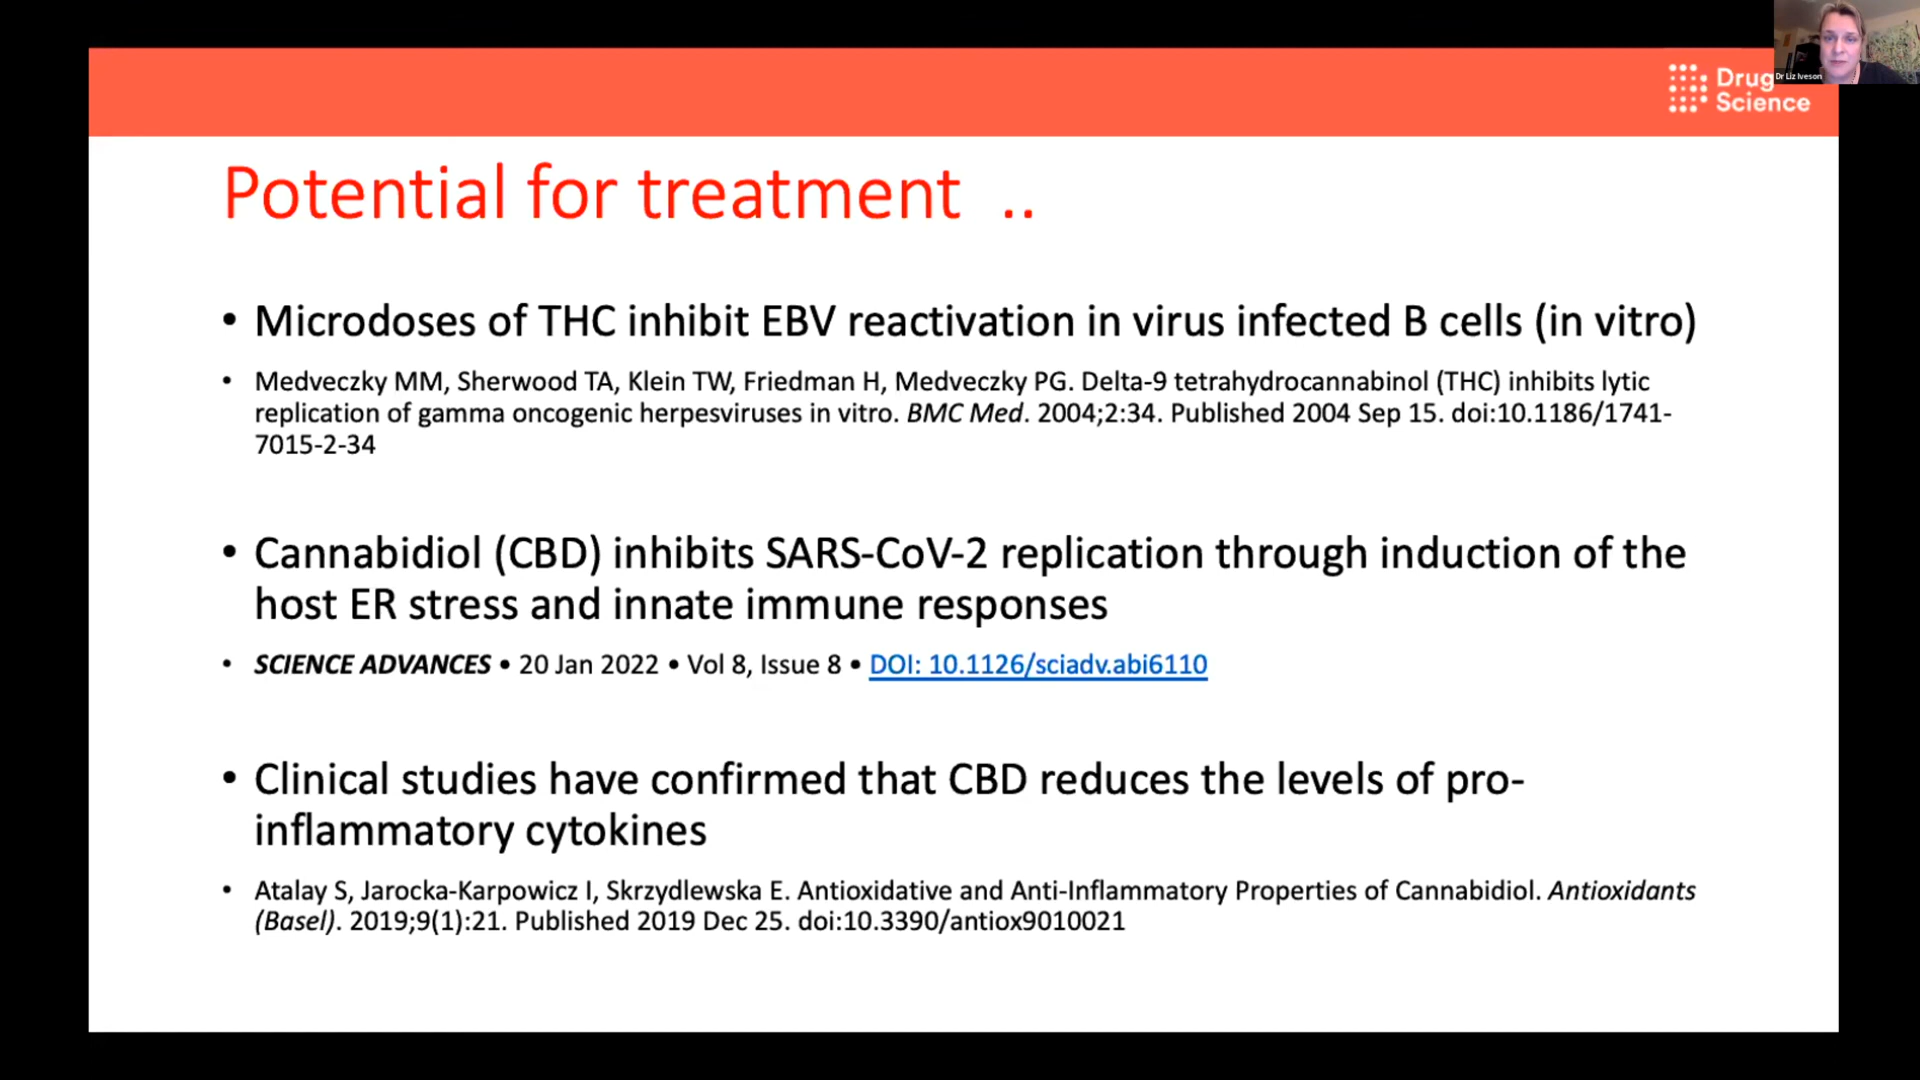 Dr Liz Iveson
Drug
Science
Potential for treatment ..
• Microdoses of THC inhibit EBV reactivation in virus infected B cells (in vitro)
• Medveczky MM, Sherwood TA, Klein TW, Friedman H, Medveczky PG. Delta-9 tetrahydrocannabinol (THC) inhibits lytic
replication of gamma oncogenic herpesviruses in vitro. BMC Med. 2004;2:34. Published 2004 Sep 15. doi:10.1186/1741-
7015-2-34
• Cannabidiol (CBD) inhibits SARS-CoV-2 replication through induction of the
host ER stress and innate immune responses
• SCIENCE ADVANCES • 20 Jan 2022 • Vol 8, Issue 8 • DOI: 10.1126/sciadv.abi6110
• Clinical studies have confirmed that CBD reduces the levels of pro-
inflammatory cytokines
• Atalay S, Jarocka-Karpowicz I, Skrzydlewska E. Antioxidative and Anti-Inflammatory Properties of Cannabidiol. Antioxidants
(Basel). 2019;9(1):21. Published 2019 Dec 25. doi:10.3390/antiox9010021